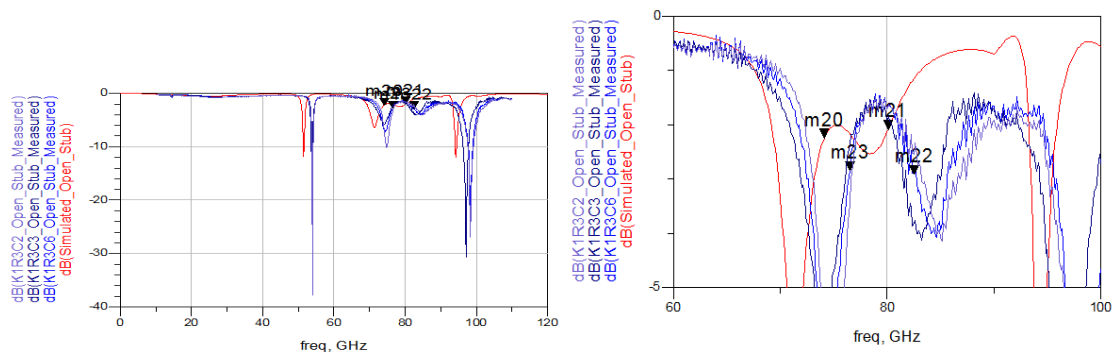 dB(K1R3C2_Open_Stub_Measured)
dB(K1R3C3_Open_Stub_Measured)
dB(K1R3C6_Open_Stub_Measured)
dB(Simulated_Open_Stub)
0
-10
-20
-30
-40
0 20 40 60 80 100 120
freq, GHz
dB(K1R3C2_Open_Stub_Measured)
dB(K1R3C3_Open_Stub_Measured)
dB(K1R3C6_Open_Stub_Measured)
dB(Simulated_Open_Stub)
0
-5
m20
m21
m23
m22
60 80 100
freq, GHz